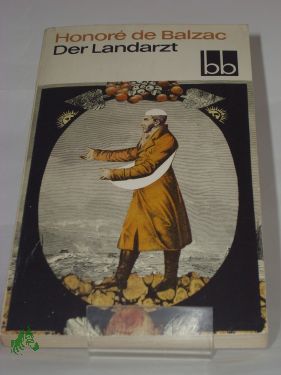 Honoré de Balzac
Der Landarzt
bb